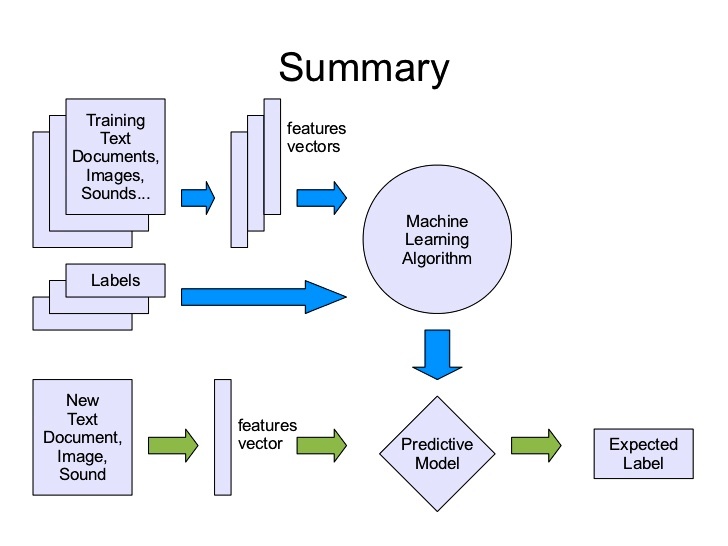 Summary
Training
Text
Documents,
Images,
Sounds...
features
vectors
Machine
Learning
Algorithm
Labels
New
Text
Document,
Image,
Sound
features
vector
Predictive
Model
Expected
Label